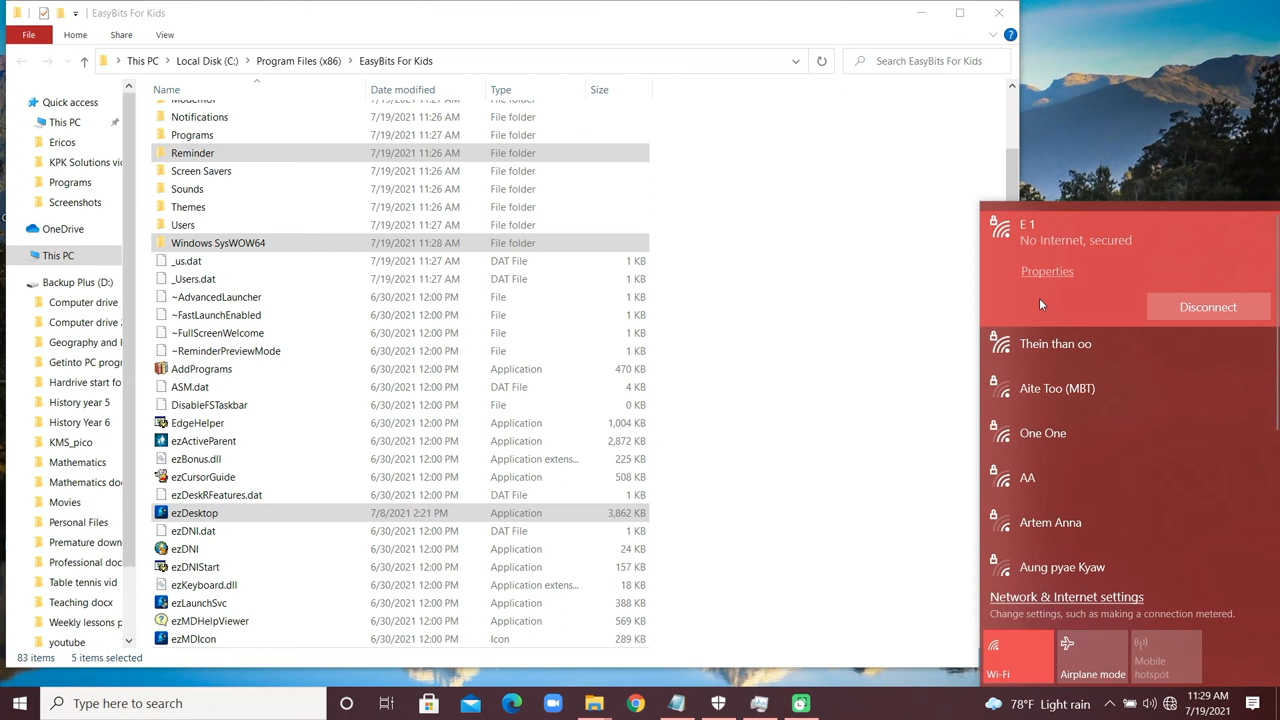 EasyBits For Kids
File Home Share View
This PC Local Disk (C:) Program Files (x86) EasyBits For Kids
Search EasyBits For Kids
Name Date modified Type Size
Quick access
This PC
Ericos
KPK Solutions vi
Programs
Screenshots
OneDrive
This PC
Backup Plus (D:)
Computer drive
Computer drive
Geography and
Getinto PC prog
Hardrive start fo
History year 5
History Year 6
KMS_pico
Mathematics
Mathematics do
Movies
Personal Files
Premature down
Professional doc
Table tennis vid
Teaching docx
Weekly lessons p
youtube
Notifications 7/19/2021 11:26 AM File folder
Programs 7/19/2021 11:27 AM File folder
Reminder 7/19/2021 11:26 AM File folder
Screen Savers 7/19/2021 11:26 AM File folder
Sounds 7/19/2021 11:26 AM File folder
Themes 7/19/2021 11:26 AM File folder
Users 7/19/2021 11:27 AM File folder
Windows SysWOW64 7/19/2021 11:28 AM File folder
_us.dat 7/19/2021 11:27 AM DAT File 1 KB
_Users.dat 7/19/2021 11:27 AM DAT File 1 KB
~AdvancedLauncher 6/30/2021 12:00 PM File 1 KB
~FastLaunchEnabled 6/30/2021 12:00 PM File 1 KB
~FullScreenWelcome 6/30/2021 12:00 PM File 1 KB
~ReminderPreviewMode 6/30/2021 12:00 PM File 1 KB
AddPrograms 6/30/2021 12:00 PM Application 470 KB
ASM.dat 6/30/2021 12:00 PM DAT File 4 KB
DisableFSTaskbar 6/30/2021 12:00 PM File 0 KB
EdgeHelper 6/30/2021 12:00 PM Application 1,004 KB
ezActiveParent 6/30/2021 12:00 PM Application 2,872 KB
ezBonus.dll 6/30/2021 12:00 PM Application extens... 225 KB
ezCursorGuide 6/30/2021 12:00 PM Application 508 KB
ezDeskRFeatures.dat 6/30/2021 12:00 PM DAT File 1 KB
ezDesktop 7/8/2021 2:21 PM Application 3,862 KB
ezDNI.dat 6/30/2021 12:00 PM DAT File 1 KB
ezDNI 6/30/2021 12:00 PM Application 24 KB
ezDNIStart 6/30/2021 12:00 PM Application 157 KB
ezKeyboard.dll 6/30/2021 12:00 PM Application extens... 18 KB
ezLaunchSvc 6/30/2021 12:00 PM Application 388 KB
ezMDHelpViewer 6/30/2021 12:00 PM Application 569 KB
ezMDIcon 6/30/2021 12:00 PM Icon 289 KB
83 items 5 items selected
E 1
No Internet, secured
Properties
Disconnect
Thein than oo
Aite Too (MBT)
One One
AA
Artem Anna
Aung pyae Kyaw
Network & Internet settings
Change settings, such as making a connection metered.
Wi-Fi
Airplane mode
Mobile hotspot
Type here to search
78°F Light rain
11:29 AM
7/19/2021